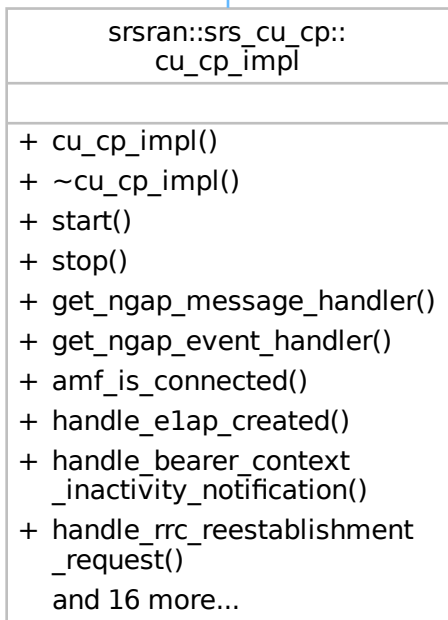 srsran::srs_cu_cp::
cu_cp_impl
+ cu_cp_impl()
+ ~cu_cp_impl()
+ start()
+ stop()
+ get_ngap_message_handler()
+ get_ngap_event_handler()
+ amf_is_connected()
+ handle_e1ap_created()
+ handle_bearer_context
_inactivity_notification()
+ handle_rrc_reestablishment
_request()
and 16 more...